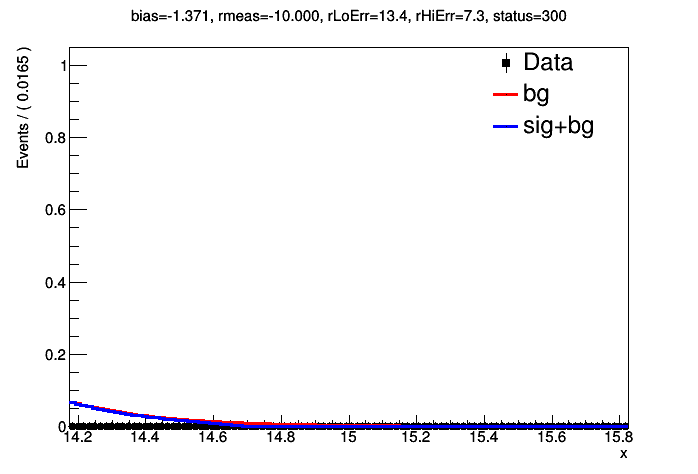 bias=-1.371, rmeas=-10.000, rLoErr=13.4, rHiErr=7.3, status=300
Events / ( 0.0165 )
1
0.8
0.6
0.4
0.2
0
Data
bg
sig+bg
14.2 14.4 14.6 14.8 15 15.2 15.4 15.6 15.8
x